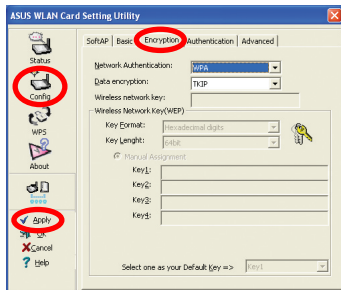 ASUS WLAN Card Setting Utility
Status
Config
WPS
About
Apply
Ok
Cancel
Help
SoftAP Basic Encryption Authentication Advanced
Network Authentication: WPA
Data encryption: TKIP
Wireless network key:
Wireless Network Key(WEP)
Key Format: Hexadecimal digits
Key Lenght: 64bit
Manual Assignment
Key1:
Key2:
Key3:
Key4:
Select one as your Default Key => Key1